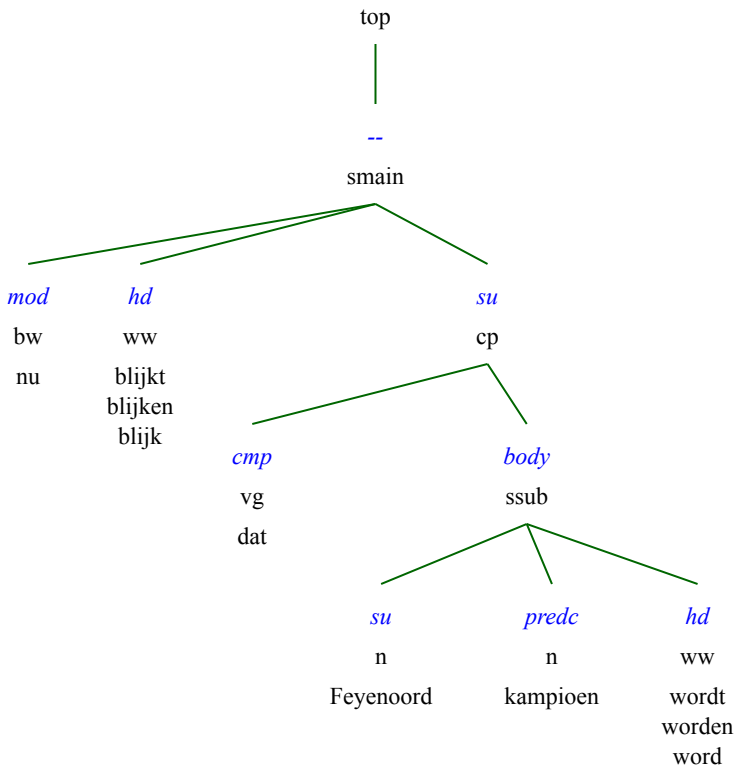 top
--
smain
mod hd su
bw ww cp
nu blijkt
blijken
blijk
cmp body
vg ssub
dat
su predc hd
n n ww
Feyenoord kampioen wordt
worden
word